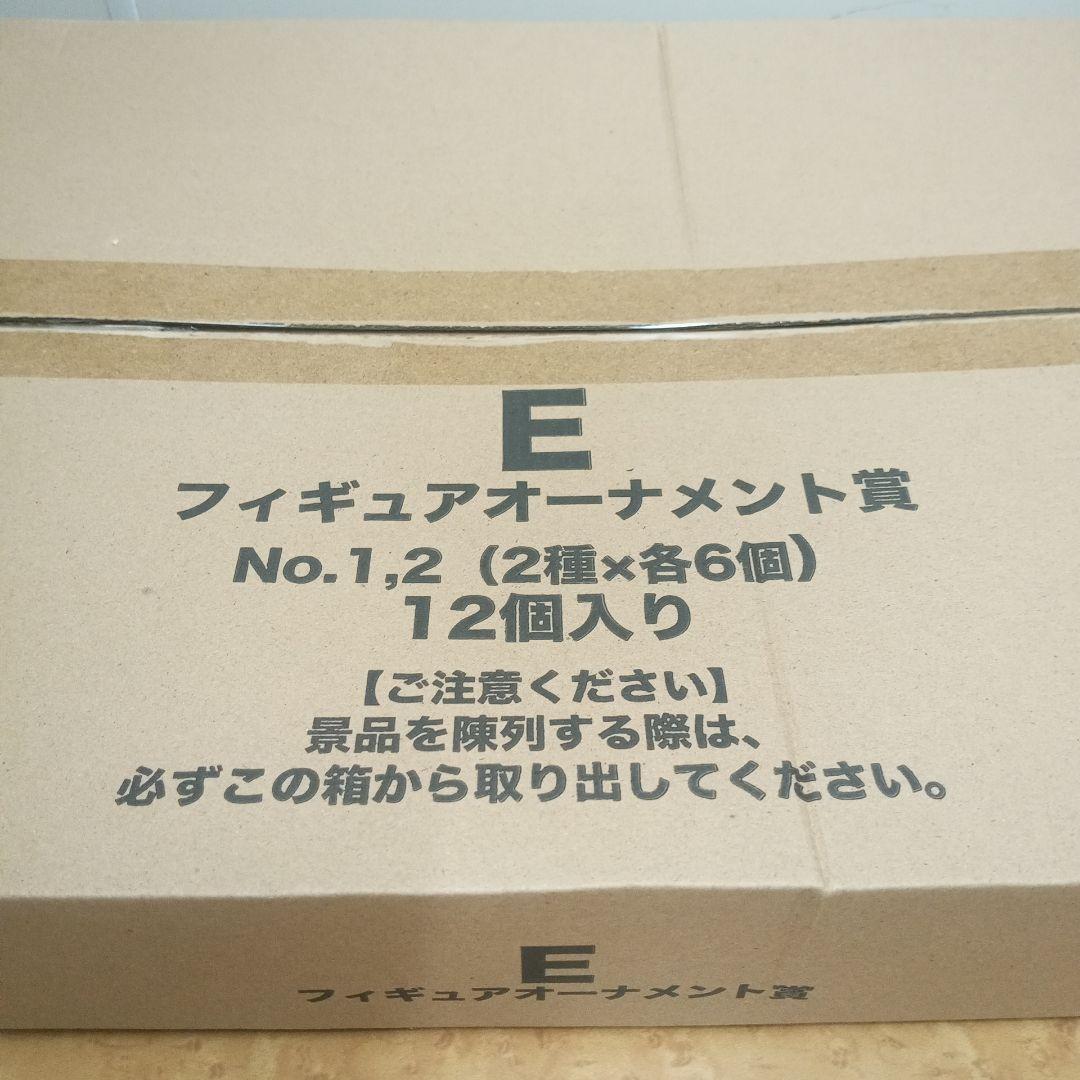 E
フィギュアオーナメント賞
No.1,2（2種×各6個）
12個入り
【ご注意ください】
景品を陳列する際は、
必ずこの箱から取り出してください。
E
フィギュアオーナメント賞